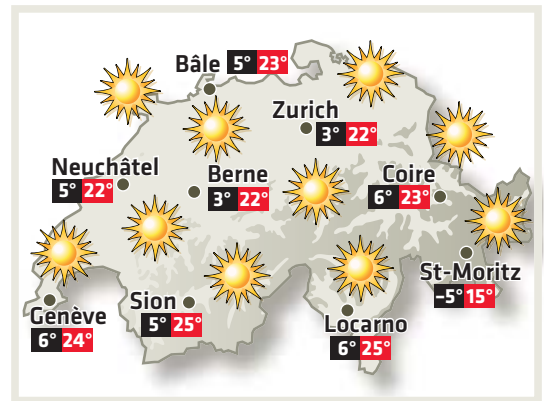 Bâle 5° 23°
Zurich
3° 22°
Neuchâtel
5° 22°
Berne
3° 22°
Coire
6° 23°
St-Moritz
–5° 15°
Sion
5° 25°
Genève
6° 24°
Locarno
6° 25°